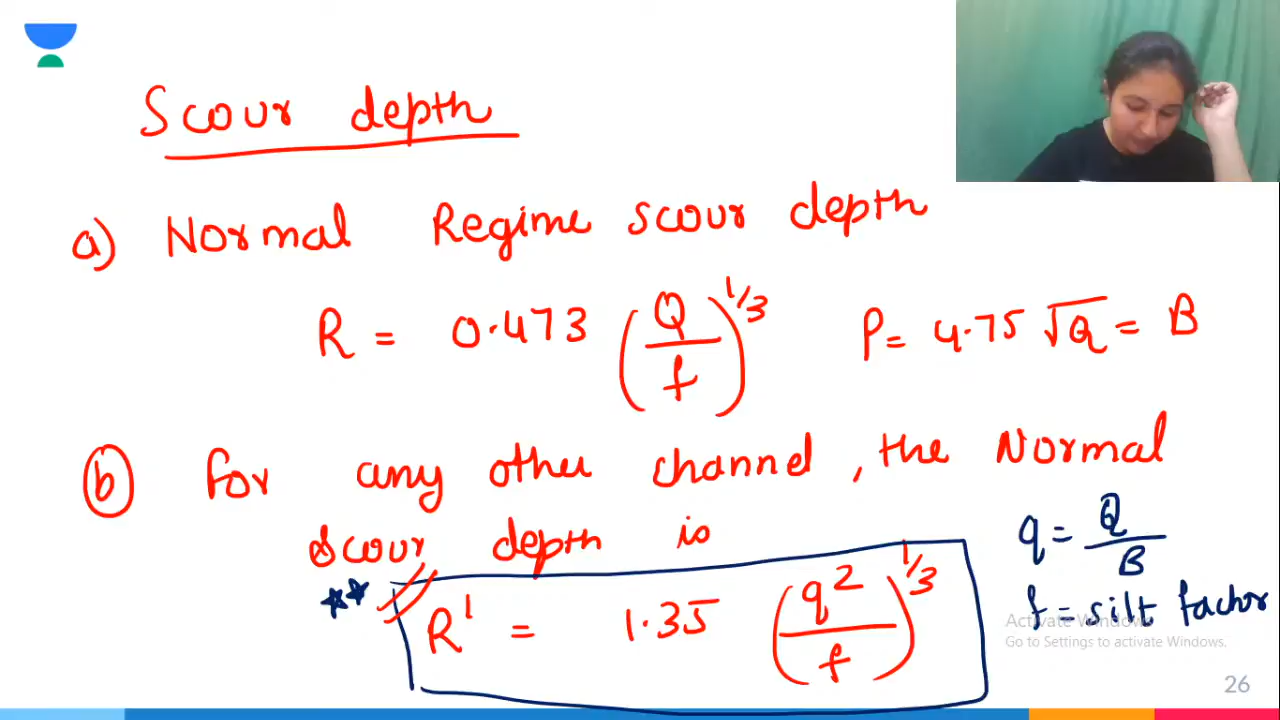 Scour depth
a) Normal Regime scour depth
R = 0.473 (Q/f)^1/3 P = 4.75 √Q = B
b) for any other channel, the Normal
scour depth is
q = Q/B
** R' = 1.35 (q²/f)^1/3
f = silt factor
Activate Windows
Go to Settings to activate Windows.
26